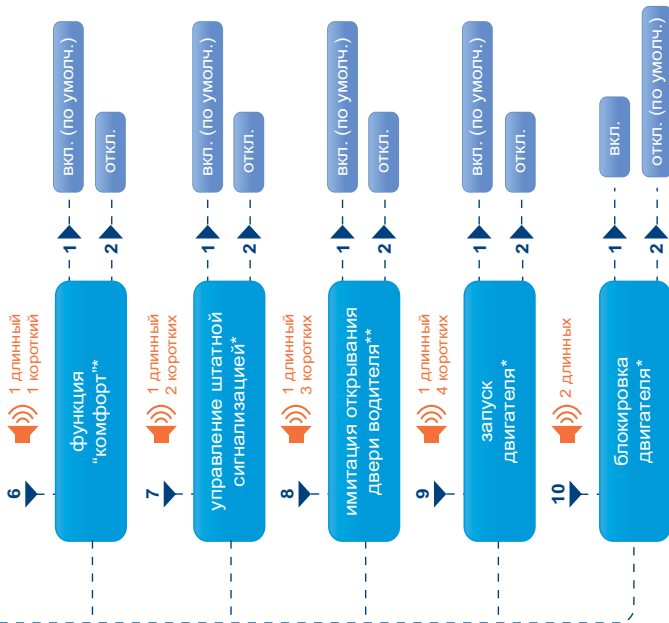 6
1 длинный
1 короткий
функция
“комфорт”*
1
вкл. (по умолч.)
2
откл.
7
1 длинный
2 коротких
управление штатной
сигнализацией*
1
вкл. (по умолч.)
2
откл.
8
1 длинный
3 коротких
имитация открывания
двери водителя**
1
вкл. (по умолч.)
2
откл.
9
1 длинный
4 коротких
запуск
двигателя*
1
вкл. (по умолч.)
2
откл.
10
2 длинных
блокировка
двигателя*
1
вкл.
2
откл. (по умолч.)